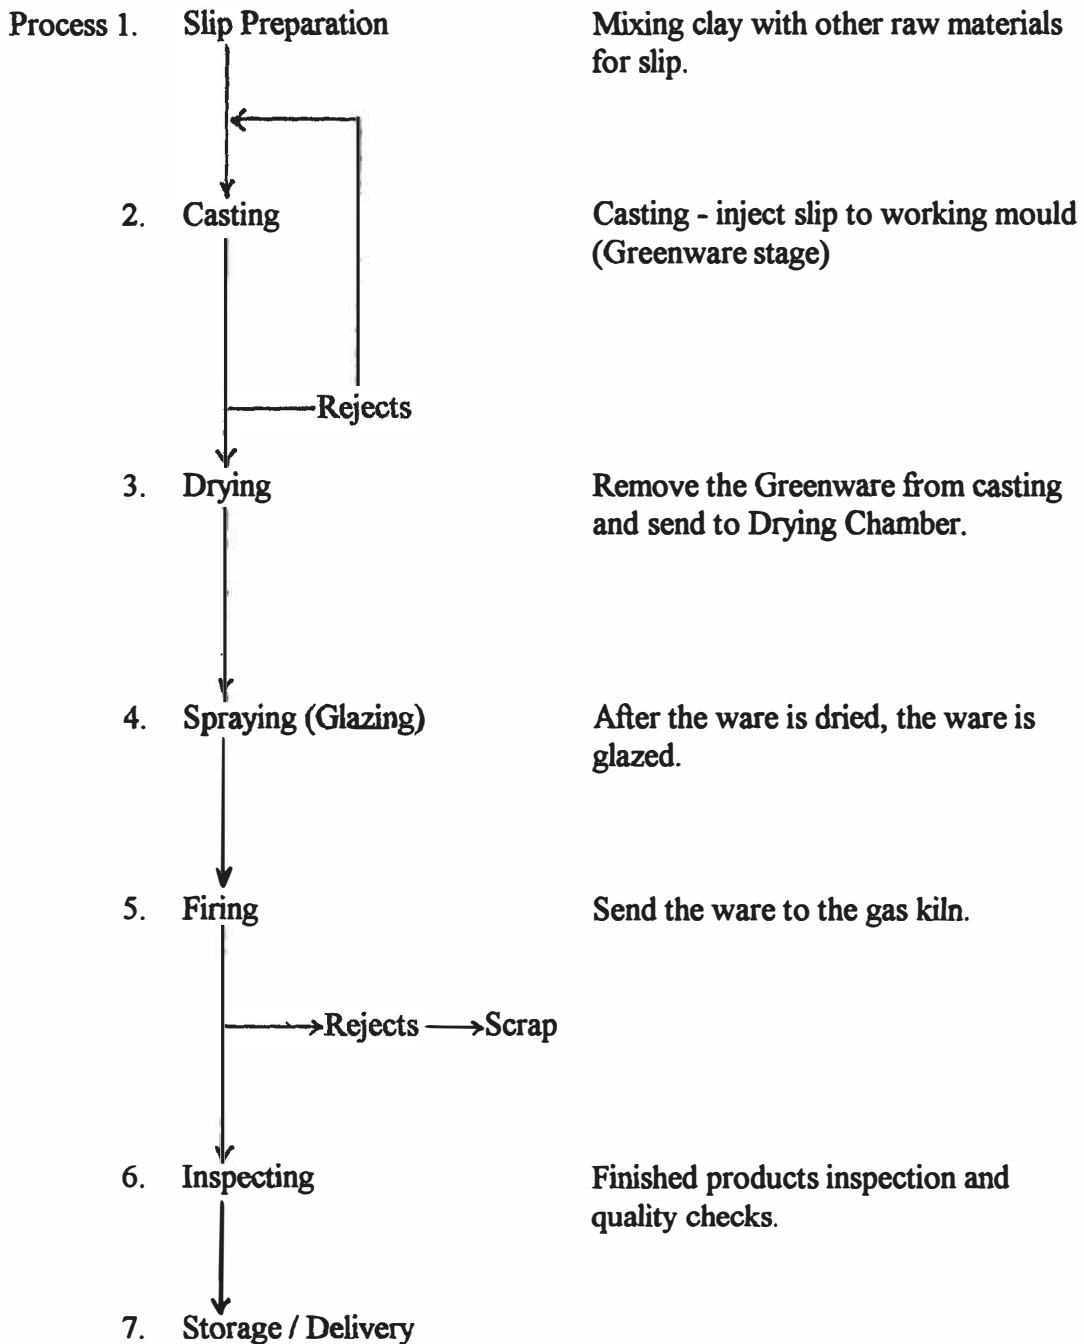 Process 1. Slip Preparation
Mixing clay with other raw materials
for slip.
2. Casting
Casting - inject slip to working mould
(Greenware stage)
Rejects
3. Drying
Remove the Greenware from casting
and send to Drying Chamber.
4. Spraying (Glazing)
After the ware is dried, the ware is
glazed.
5. Firing
Send the ware to the gas kiln.
Rejects
Scrap
6. Inspecting
Finished products inspection and
quality checks.
7. Storage / Delivery